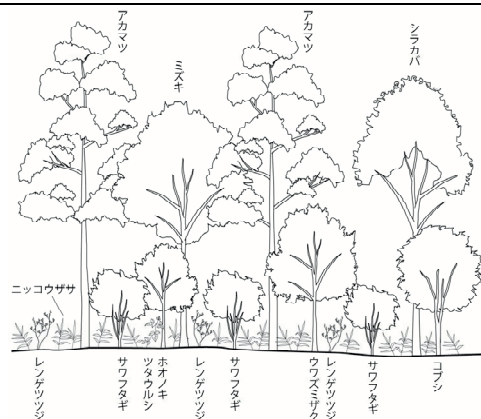 アカマツ
ミズキ
アカマツ
シラカバ
ニッコウザサ
レンゲツツジ
サワフタギ
ツタウルシ
ホオノキ
レンゲツツジ
サワフタギ
ウワズミザクラ
レンゲツツジ
サワフタギ
コブシ